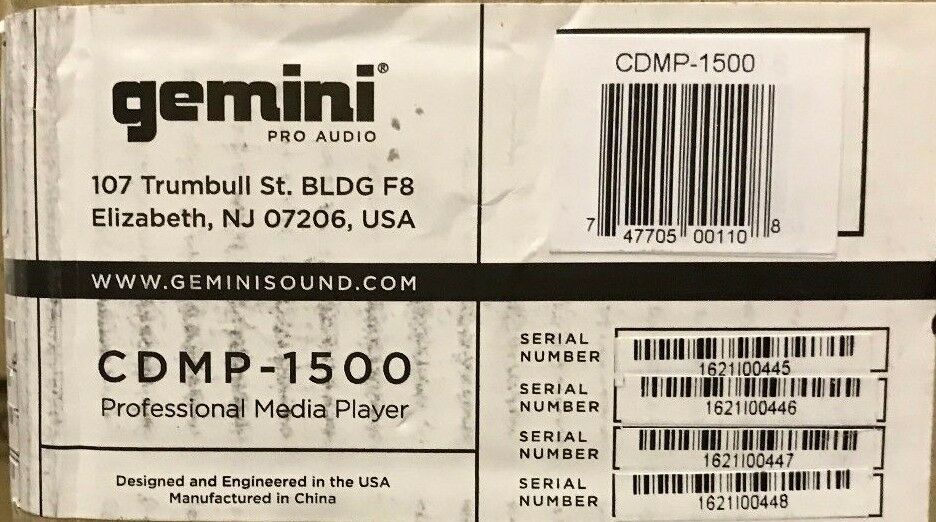 gemini®
PRO AUDIO
107 Trumbull St. BLDG F8
Elizabeth, NJ 07206, USA
CDMP-1500
7 47705 00110 8
WWW.GEMINISOUND.COM
CDMP-1500
Professional Media Player
Designed and Engineered in the USA
Manufactured in China
SERIAL
NUMBER
1621I00445
SERIAL
NUMBER
1621I00446
SERIAL
NUMBER
1621I00447
SERIAL
NUMBER
1621I00448